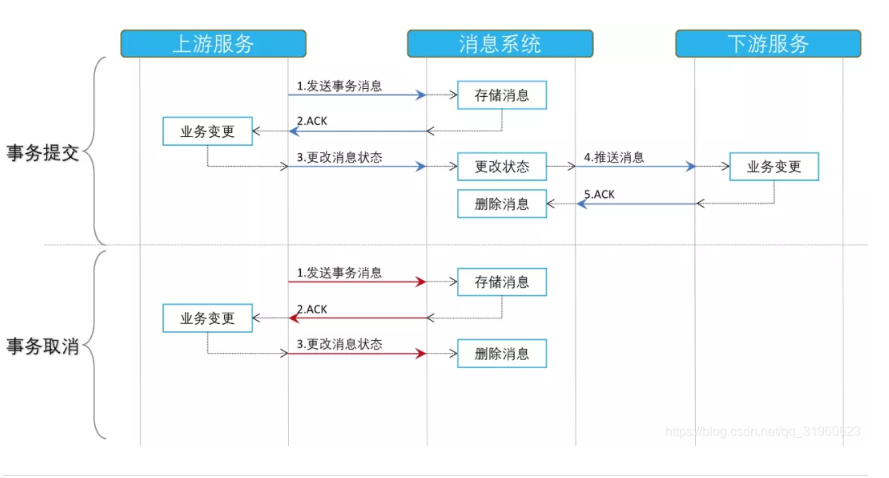 上游服务 消息系统 下游服务
1.发送事务消息 存储消息
2.ACK
业务变更
事务提交
3.更改消息状态 更改状态 4.推送消息 业务变更
删除消息 5.ACK
1.发送事务消息 存储消息
2.ACK
业务变更
事务取消
3.更改消息状态 删除消息
https://blog.csdn.net/qq_31960623